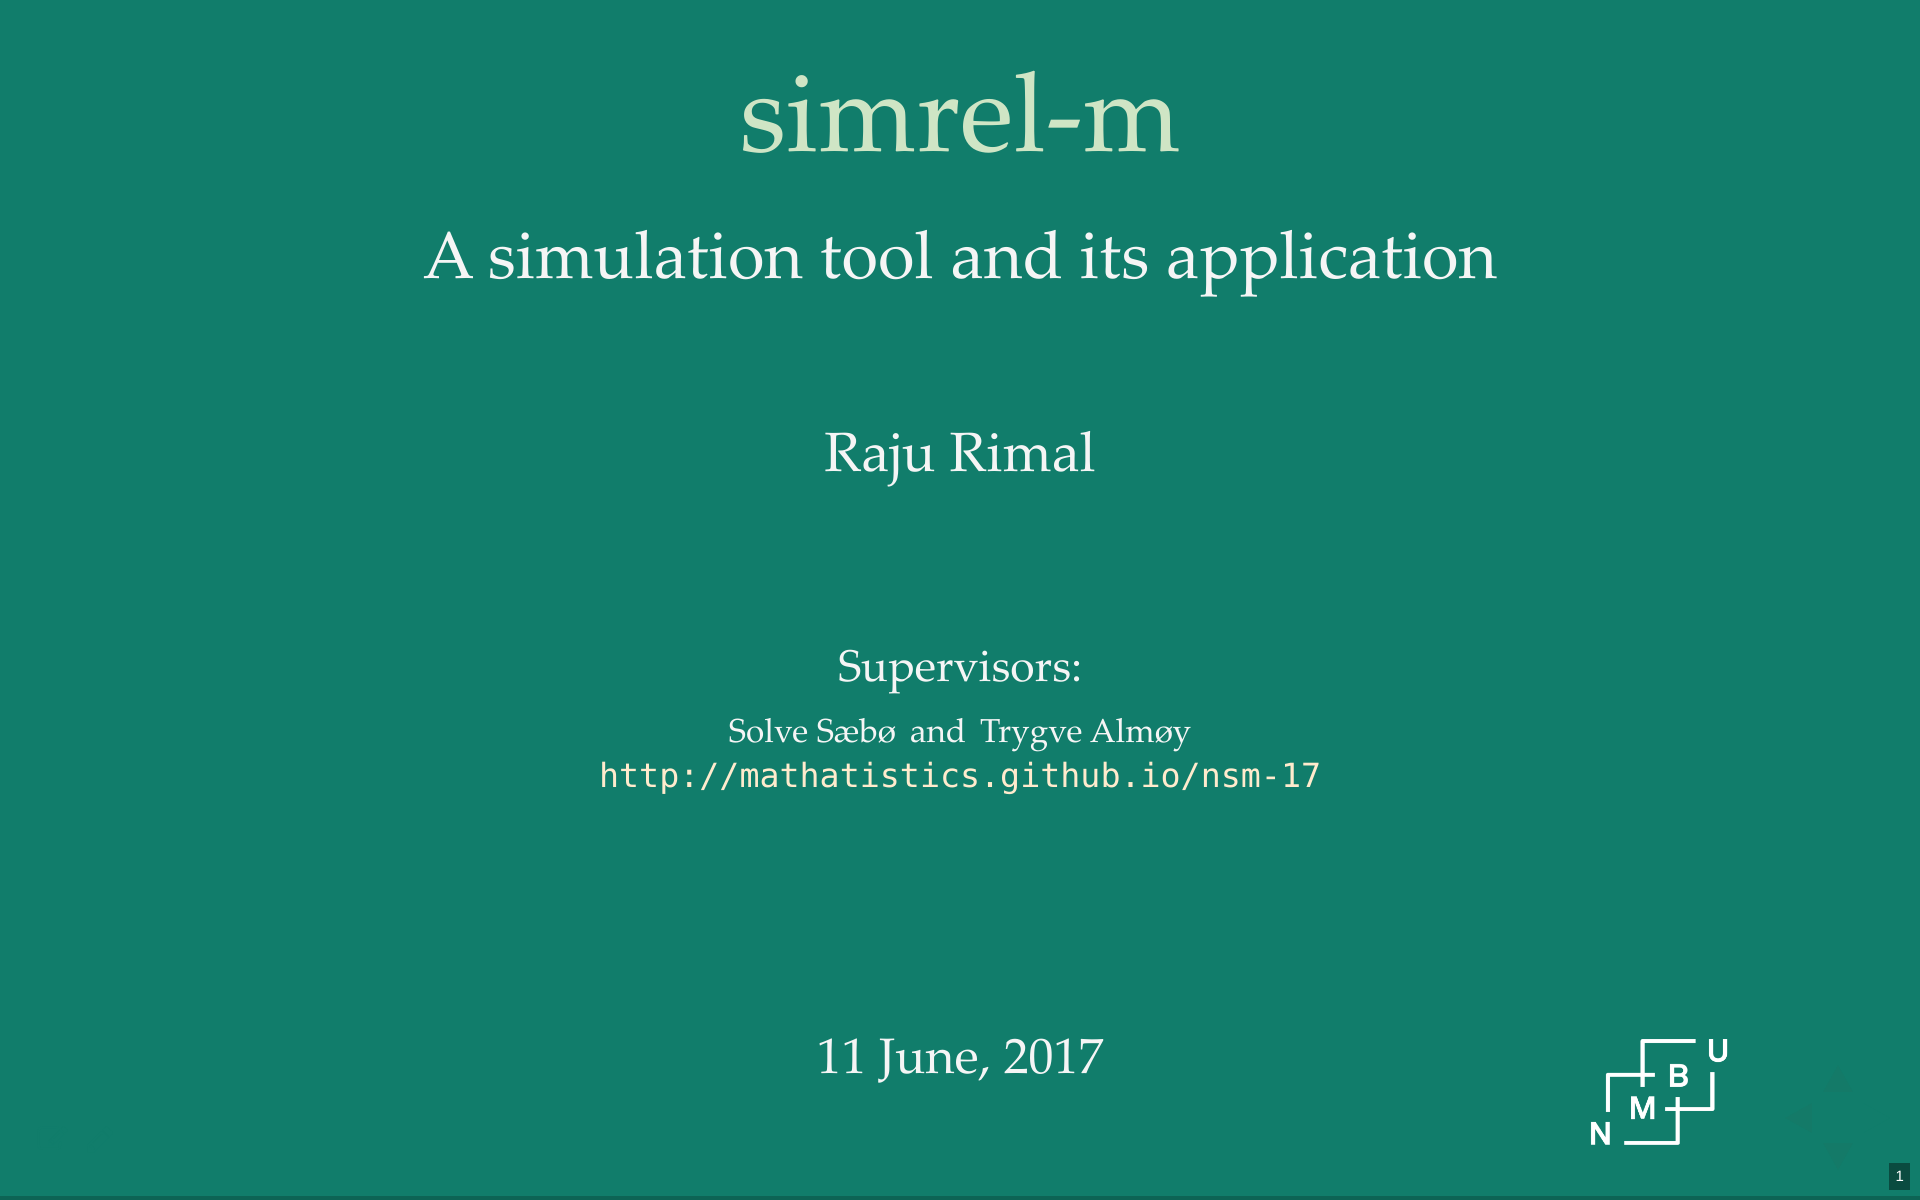 simrel-m
A simulation tool and its application
Raju Rimal
Supervisors:
Solve Sæbø and Trygve Almøy
http://mathatistics.github.io/nsm-17
11 June, 2017
N M B U
1